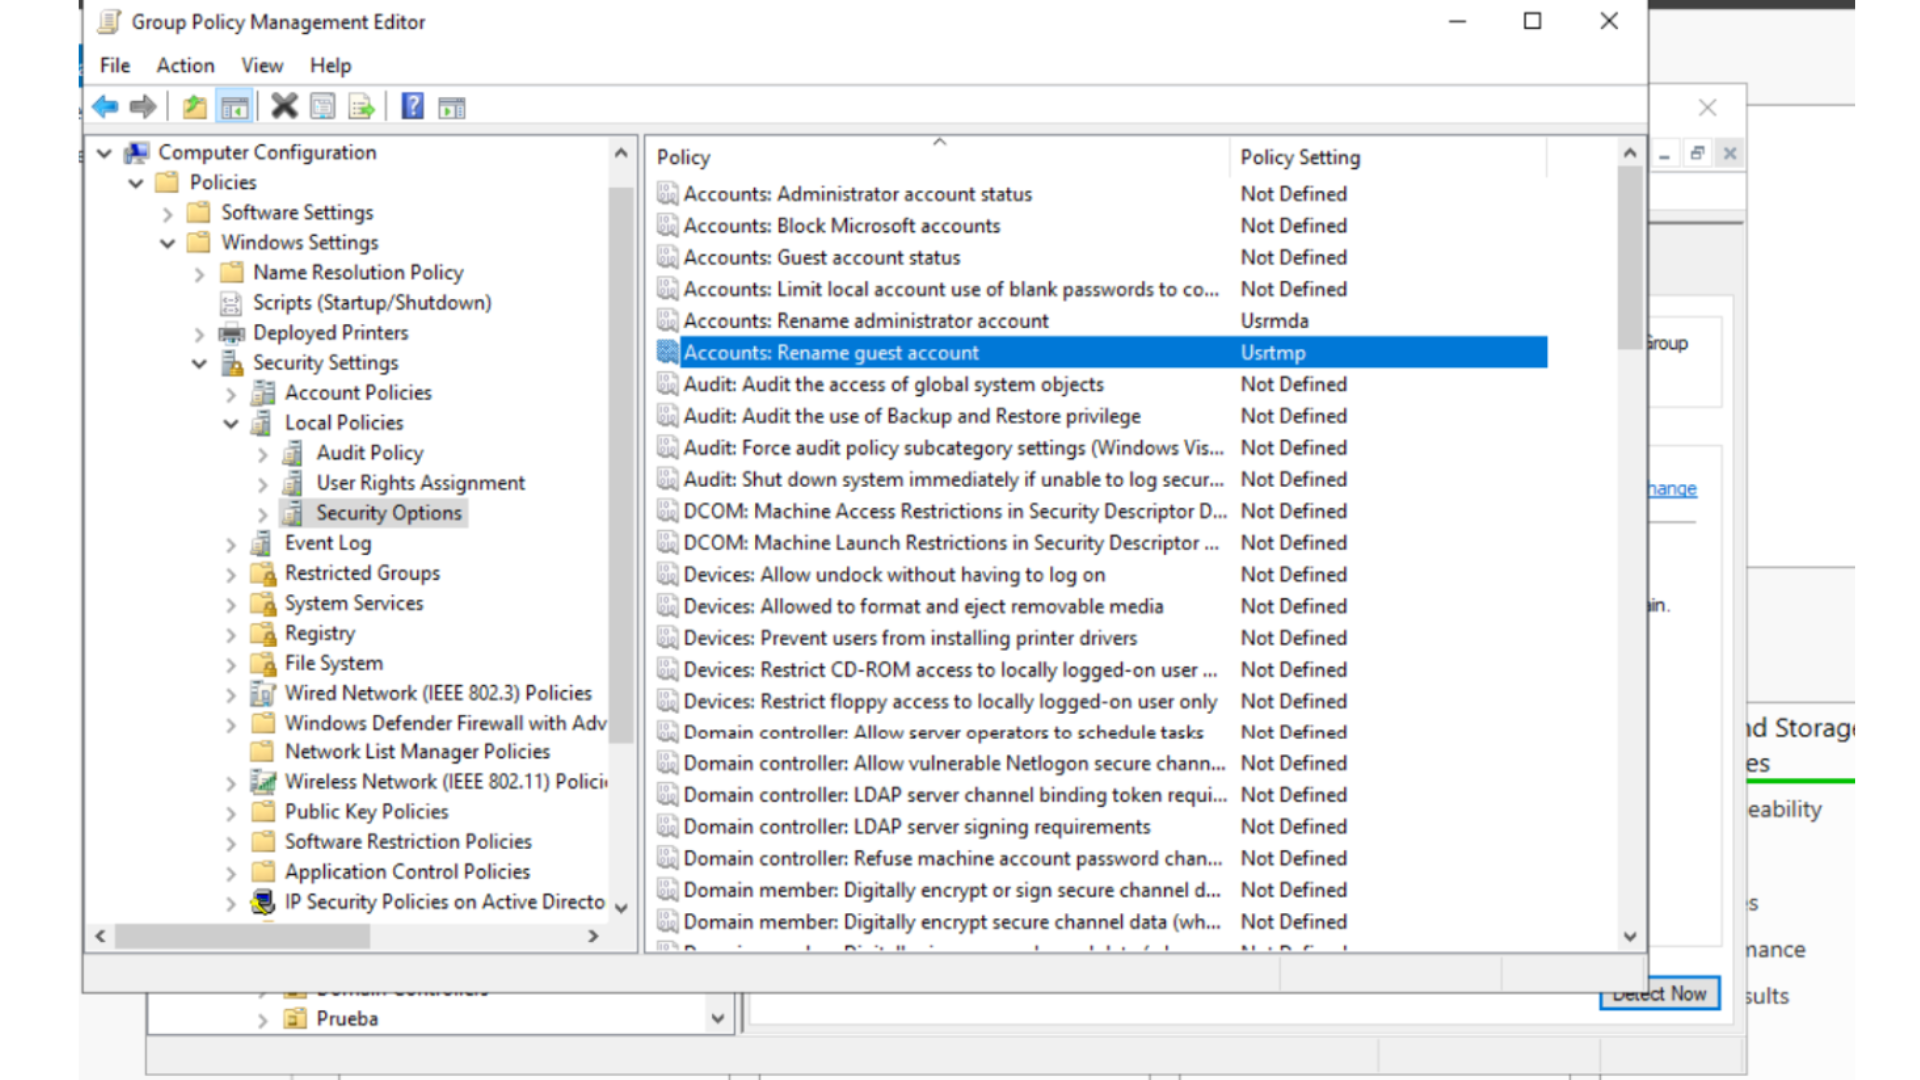 Group Policy Management Editor
File Action View Help
Computer Configuration
Policies
Software Settings
Windows Settings
Name Resolution Policy
Scripts (Startup/Shutdown)
Deployed Printers
Security Settings
Account Policies
Local Policies
Audit Policy
User Rights Assignment
Security Options
Event Log
Restricted Groups
System Services
Registry
File System
Wired Network (IEEE 802.3) Policies
Windows Defender Firewall with Adv
Network List Manager Policies
Wireless Network (IEEE 802.11) Polici
Public Key Policies
Software Restriction Policies
Application Control Policies
IP Security Policies on Active Directo
Policy Policy Setting
Accounts: Administrator account status Not Defined
Accounts: Block Microsoft accounts Not Defined
Accounts: Guest account status Not Defined
Accounts: Limit local account use of blank passwords to co... Not Defined
Accounts: Rename administrator account Usrmda
Accounts: Rename guest account Usrtmp
Audit: Audit the access of global system objects Not Defined
Audit: Audit the use of Backup and Restore privilege Not Defined
Audit: Force audit policy subcategory settings (Windows Vis... Not Defined
Audit: Shut down system immediately if unable to log secur... Not Defined
DCOM: Machine Access Restrictions in Security Descriptor D... Not Defined
DCOM: Machine Launch Restrictions in Security Descriptor ... Not Defined
Devices: Allow undock without having to log on Not Defined
Devices: Allowed to format and eject removable media Not Defined
Devices: Prevent users from installing printer drivers Not Defined
Devices: Restrict CD-ROM access to locally logged-on user ... Not Defined
Devices: Restrict floppy access to locally logged-on user only Not Defined
Domain controller: Allow server operators to schedule tasks Not Defined
Domain controller: Allow vulnerable Netlogon secure chann... Not Defined
Domain controller: LDAP server channel binding token requi... Not Defined
Domain controller: LDAP server signing requirements Not Defined
Domain controller: Refuse machine account password chan... Not Defined
Domain member: Digitally encrypt or sign secure channel d... Not Defined
Domain member: Digitally encrypt secure channel data (wh... Not Defined
Group
hange
in.
nd Storage
es
eability
s
mance
sults
Detect Now
Domain Controllers
Prueba